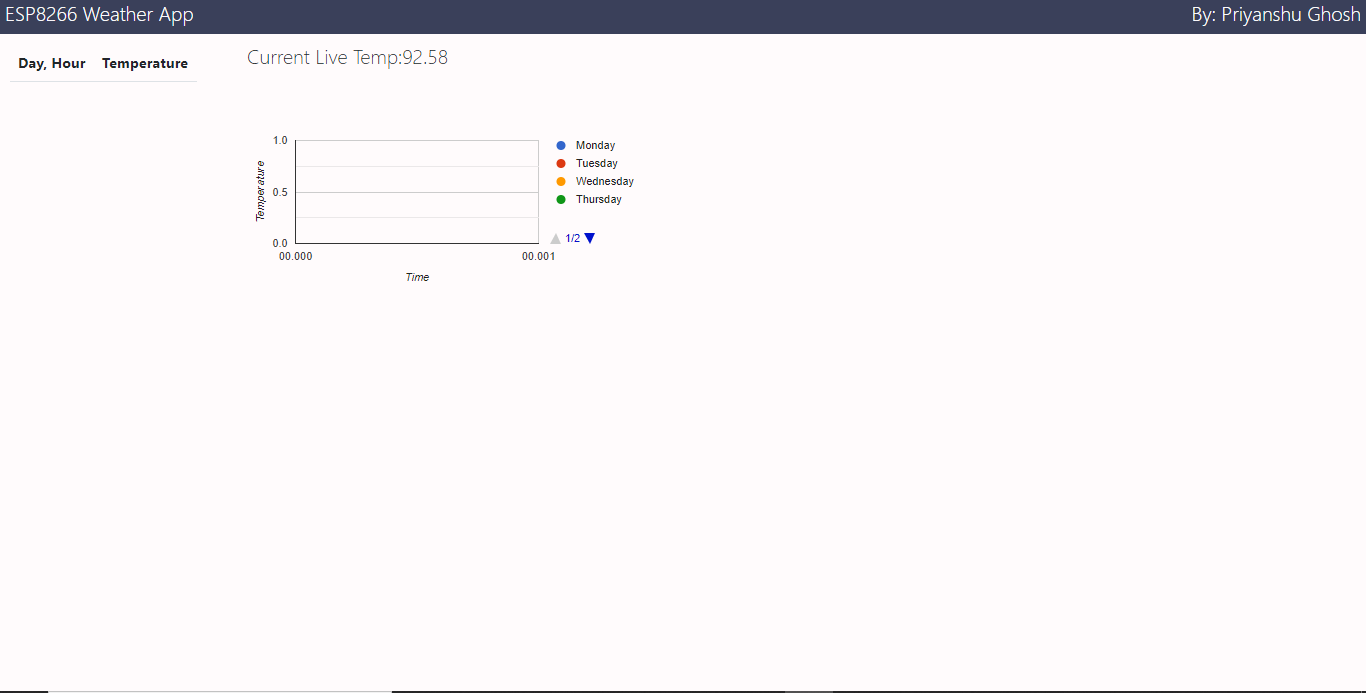 ESP8266 Weather App
By: Priyanshu Ghosh
Day, Hour Temperature
Current Live Temp:92.58
1.0
0.5
0.0
Temperature
00.000
00.001
Time
Monday
Tuesday
Wednesday
Thursday
1/2